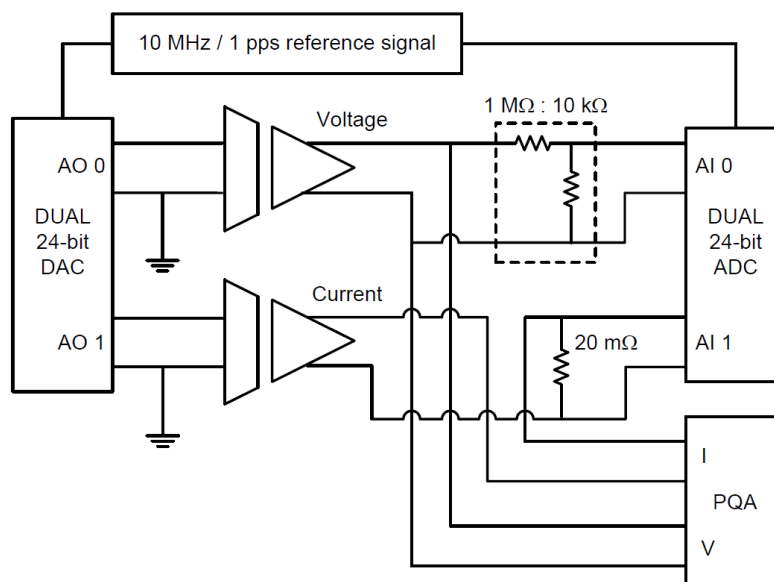 10 MHz / 1 pps reference signal
Voltage
1 MΩ : 10 kΩ
AO 0
AI 0
DUAL
24-bit
DAC
DUAL
24-bit
ADC
Current
AO 1
20 mΩ
AI 1
I
PQA
V